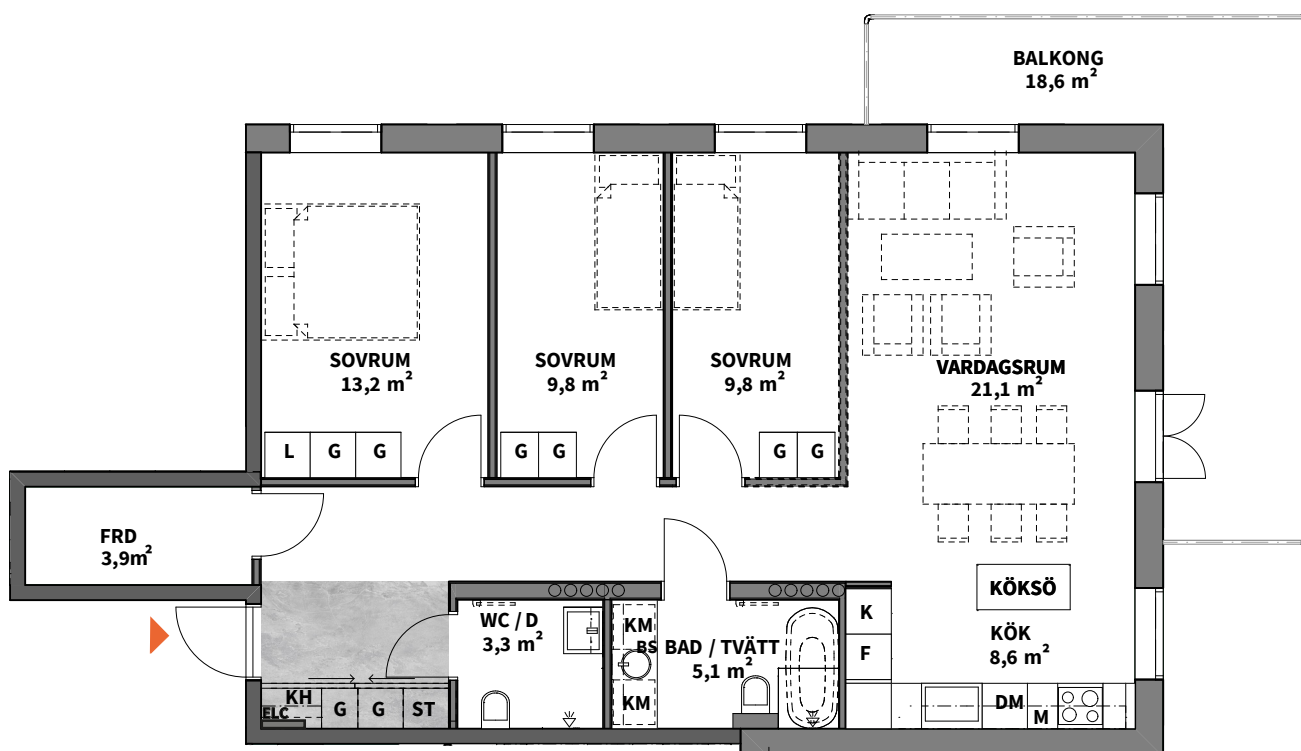 BALKONG
18,6 m²
SOVRUM
13,2 m²
SOVRUM
9,8 m²
SOVRUM
9,8 m²
VARDAGSRUM
21,1 m²
L G G
G G
G G
FRD
3,9m²
KÖKSÖ
KÖK
8,6 m²
WC / D
3,3 m²
KM
BS
KM
BAD / TVÄTT
5,1 m²
K
F
KH
ELC
G G ST
DM
M